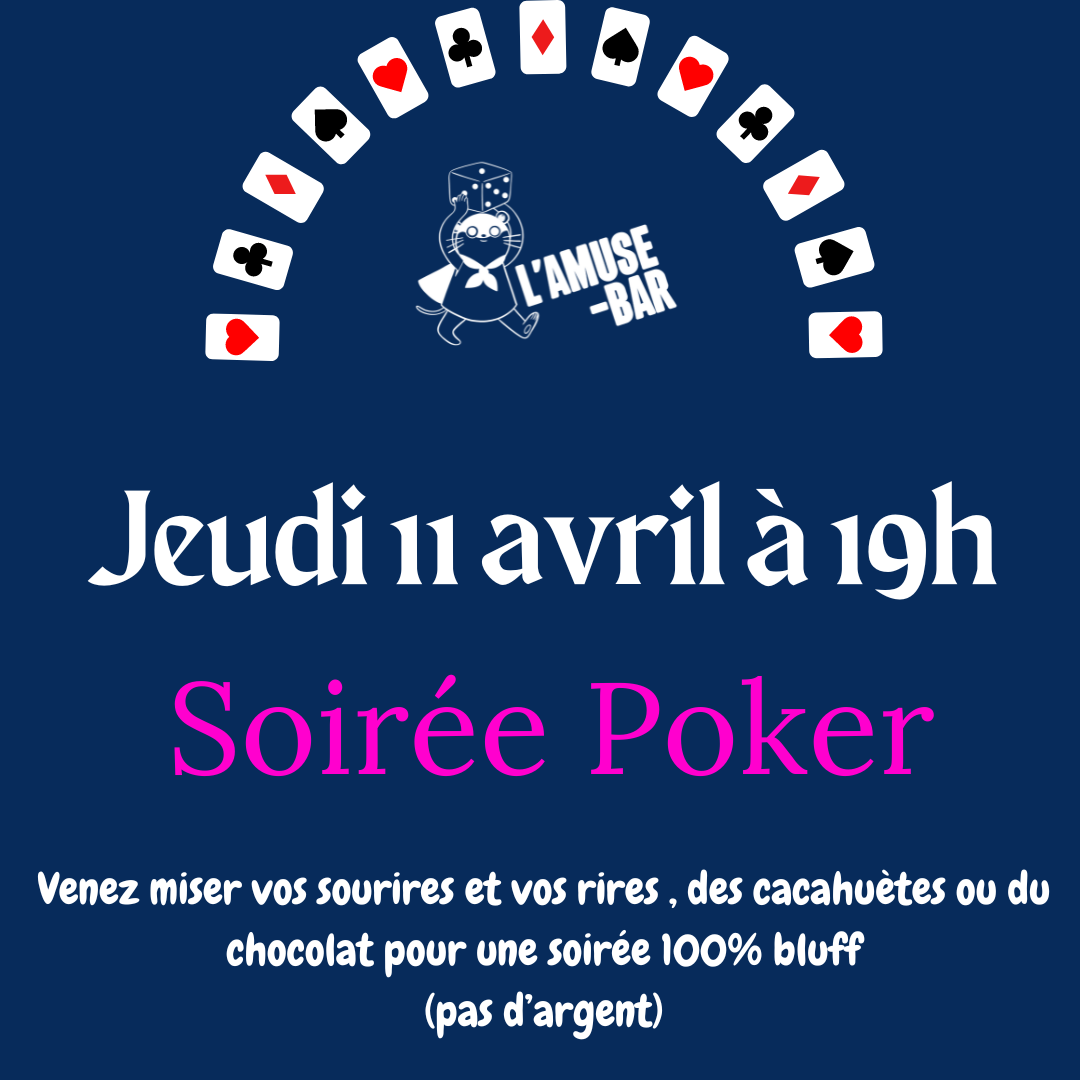 L'AMUSE
-BAR
Jeudi 11 avril à 19h
Soirée Poker
Venez miser vos sourires et vos rires , des cacahuètes ou du
chocolat pour une soirée 100% bluff
(pas d'argent)